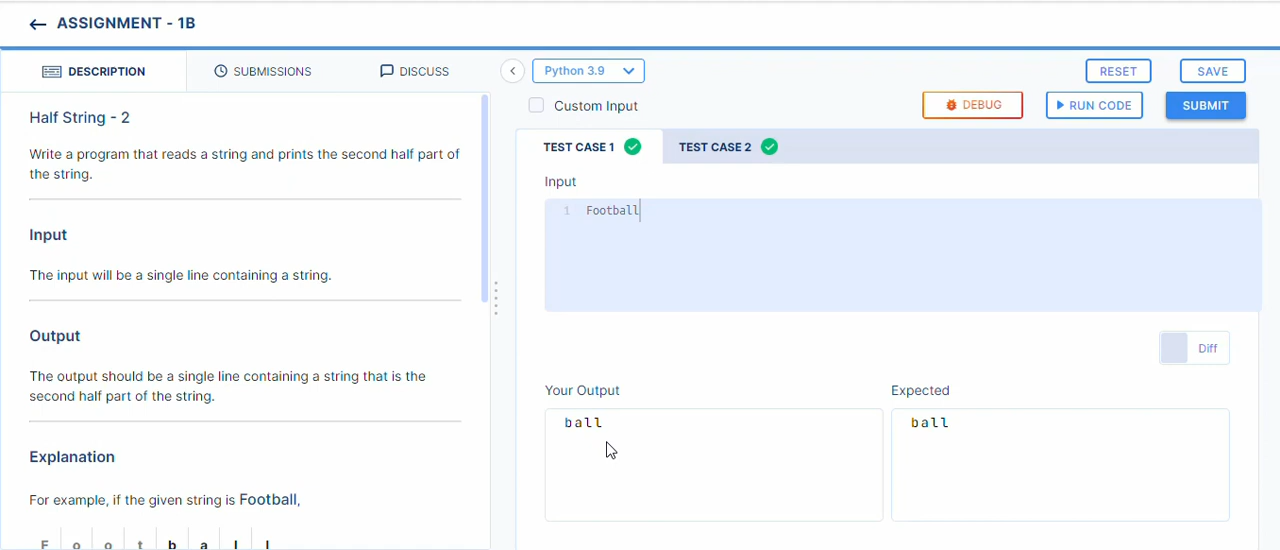 ASSIGNMENT - 1B
DESCRIPTION
SUBMISSIONS
DISCUSS
Half String - 2
Write a program that reads a string and prints the second half part of
the string.
Input
The input will be a single line containing a string.
Output
The output should be a single line containing a string that is the
second half part of the string.
Explanation
For example, if the given string is Football,
F o o t b a l l
Python 3.9
RESET
SAVE
Custom Input
DEBUG
RUN CODE
SUBMIT
TEST CASE 1
TEST CASE 2
Input
1 Football
Diff
Your Output
Expected
ball
ball